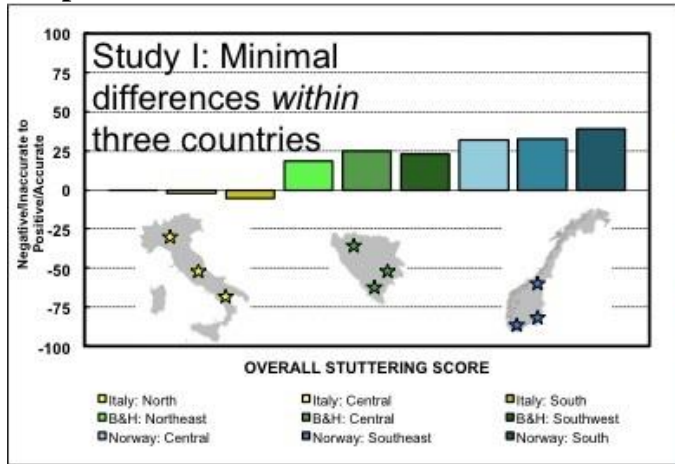 100
75
50
25
0
-25
-50
-75
-100
Negative/Inaccurate to
Positive/Accurate
Study I: Minimal
differences within
three countries
OVERALL STUTTERING SCORE
Italy: North
Italy: Central
Italy: South
B&H: Northeast
B&H: Central
B&H: Southwest
Norway: Central
Norway: Southeast
Norway: South